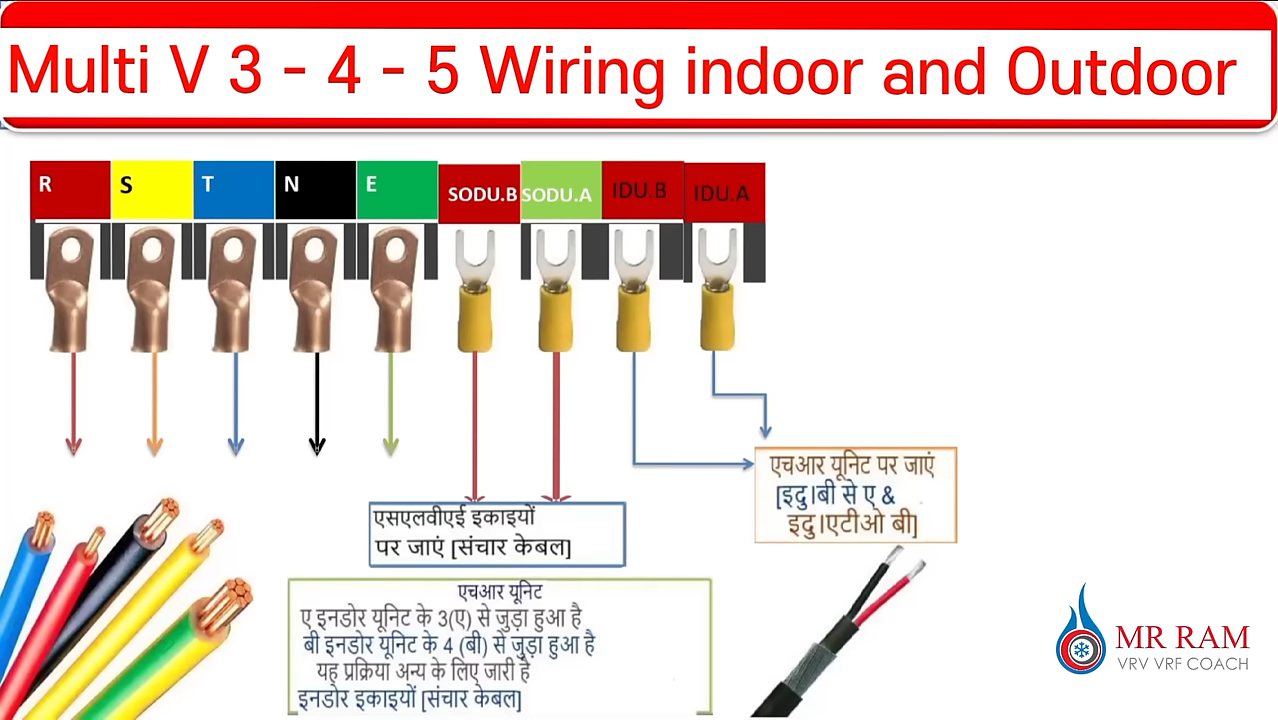 Multi V 3 - 4 - 5 Wiring indoor and Outdoor
R S T N E SODU.B SODU.A IDU.B IDU.A
एचआर यूनिट पर जाएं
[इदु।बी से ए &
इदु।एटीओ बी]
एसएलवीएई इकाइयों
पर जाएं [संचार केबल]
एचआर यूनिट
ए इनडोर यूनिट के 3(ए) से जुड़ा हुआ है
बी इनडोर यूनिट के 4 (बी) से जुड़ा हुआ है
यह प्रक्रिया अन्य के लिए जारी है
इनडोर इकाइयों [संचार केबल]
MR RAM
VRV VRF COACH